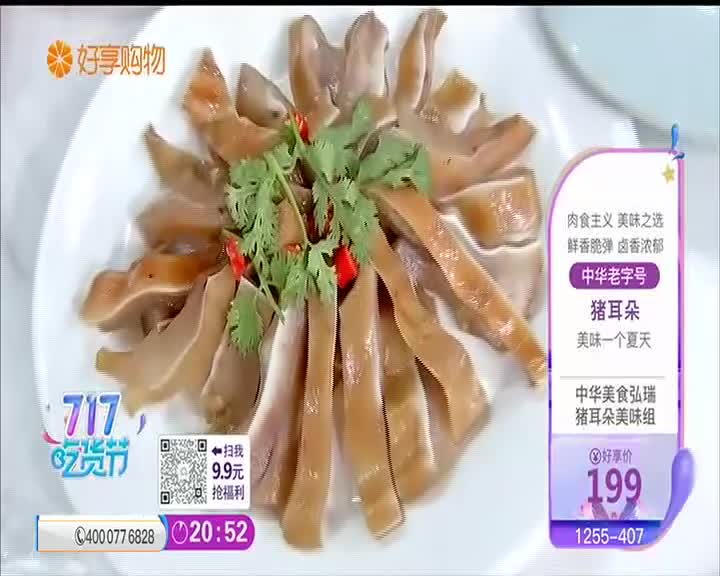 好享购物
肉食主义 美味之选
鲜香脆弹 卤香浓郁
中华老字号
猪耳朵
美味一个夏天
中华美食弘瑞
猪耳朵美味组
好享价
199
1255-407
717
吃货节
扫我
9.9元
抢福利
400 077 6828
20:52